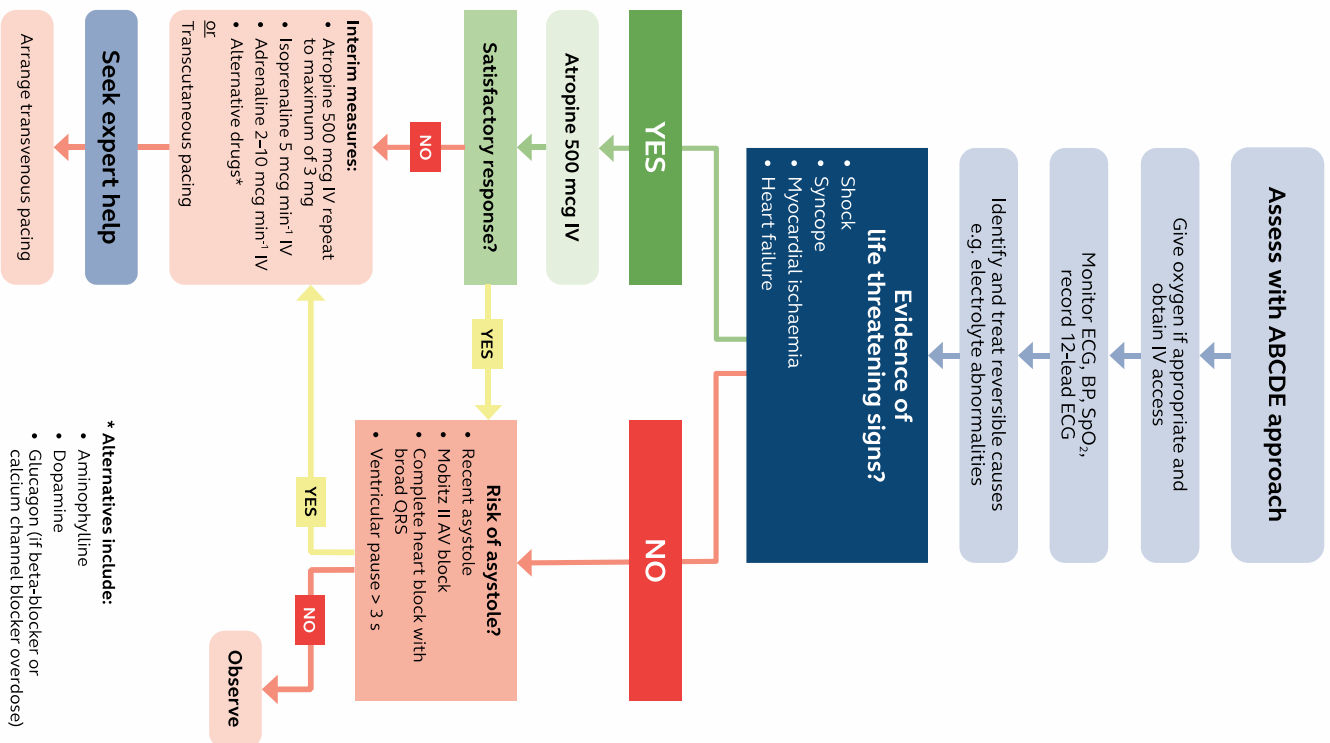 Assess with ABCDE approach
Give oxygen if appropriate and
obtain IV access
Monitor ECG, BP, SpO₂,
record 12-lead ECG
Identify and treat reversible causes
e.g. electrolyte abnormalities
Evidence of
life threatening signs?
• Shock
• Syncope
• Myocardial ischaemia
• Heart failure
YES
NO
Atropine 500 mcg IV
Satisfactory response?
YES
NO
Risk of asystole?
• Recent asystole
• Mobitz II AV block
• Complete heart block with
broad QRS
• Ventricular pause > 3 s
YES
NO
Observe
Interim measures:
• Atropine 500 mcg IV repeat
to maximum of 3 mg
• Isoprenaline 5 mcg min⁻¹ IV
• Adrenaline 2–10 mcg min⁻¹ IV
• Alternative drugs*
or
Transcutaneous pacing
Seek expert help
Arrange transvenous pacing
* Alternatives include:
• Aminophylline
• Dopamine
• Glucagon (if beta-blocker or
calcium channel blocker overdose)